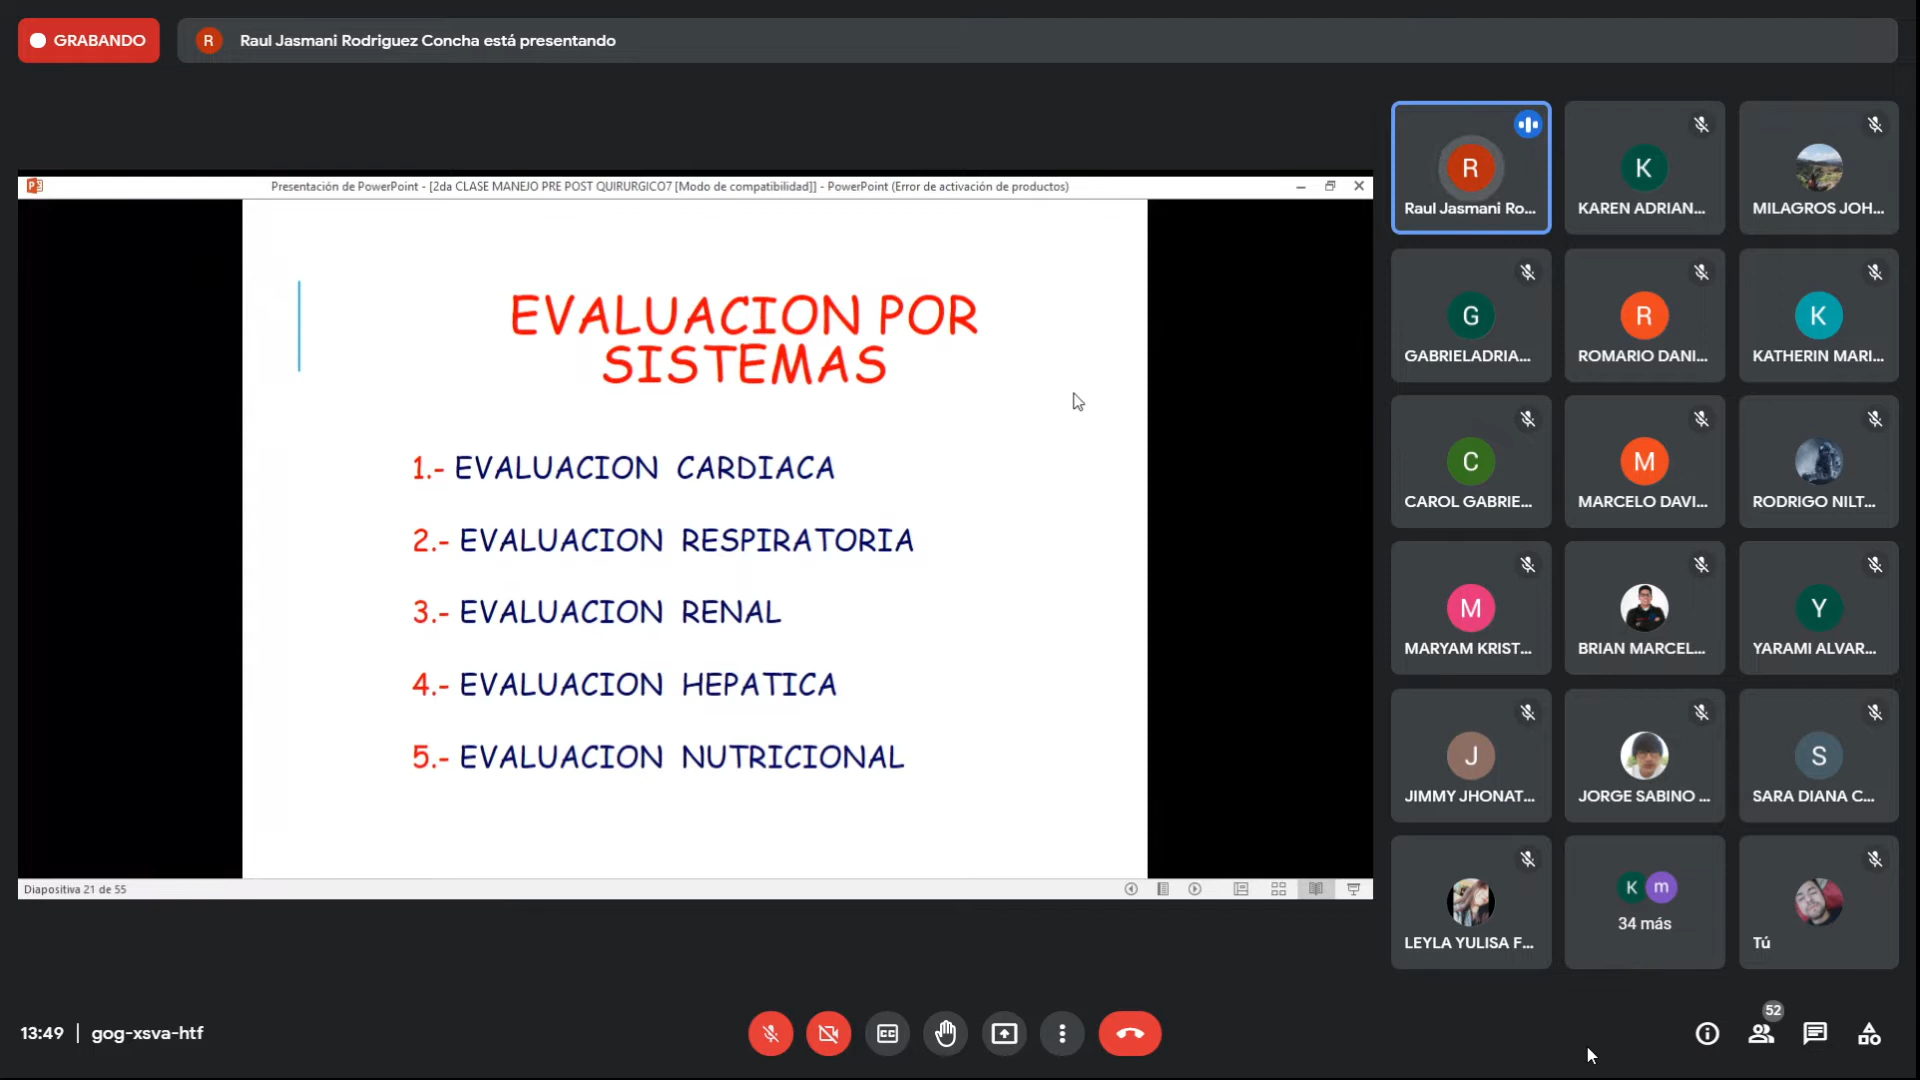 GRABANDO
R Raul Jasmani Rodriguez Concha está presentando
Presentación de PowerPoint - [2da CLASE MANEJO PRE POST QUIRURGICO7 [Modo de compatibilidad]] - PowerPoint (Error de activación de productos)
EVALUACION POR
SISTEMAS
1.- EVALUACION CARDIACA
2.- EVALUACION RESPIRATORIA
3.- EVALUACION RENAL
4.- EVALUACION HEPATICA
5.- EVALUACION NUTRICIONAL
Diapositiva 21 de 55
R
Raul Jasmani Ro...
K
KAREN ADRIAN...
MILAGROS JOH...
G
GABRIELADRIA...
R
ROMARIO DANI...
K
KATHERIN MARI...
C
CAROL GABRIE...
M
MARCELO DAVI...
RODRIGO NILT...
M
MARYAM KRIST...
BRIAN MARCEL...
Y
YARAMI ALVAR...
J
JIMMY JHONAT...
JORGE SABINO ...
S
SARA DIANA C...
LEYLA YULISA F...
K m
34 más
Tú
13:49 | gog-xsva-htf
CC
52